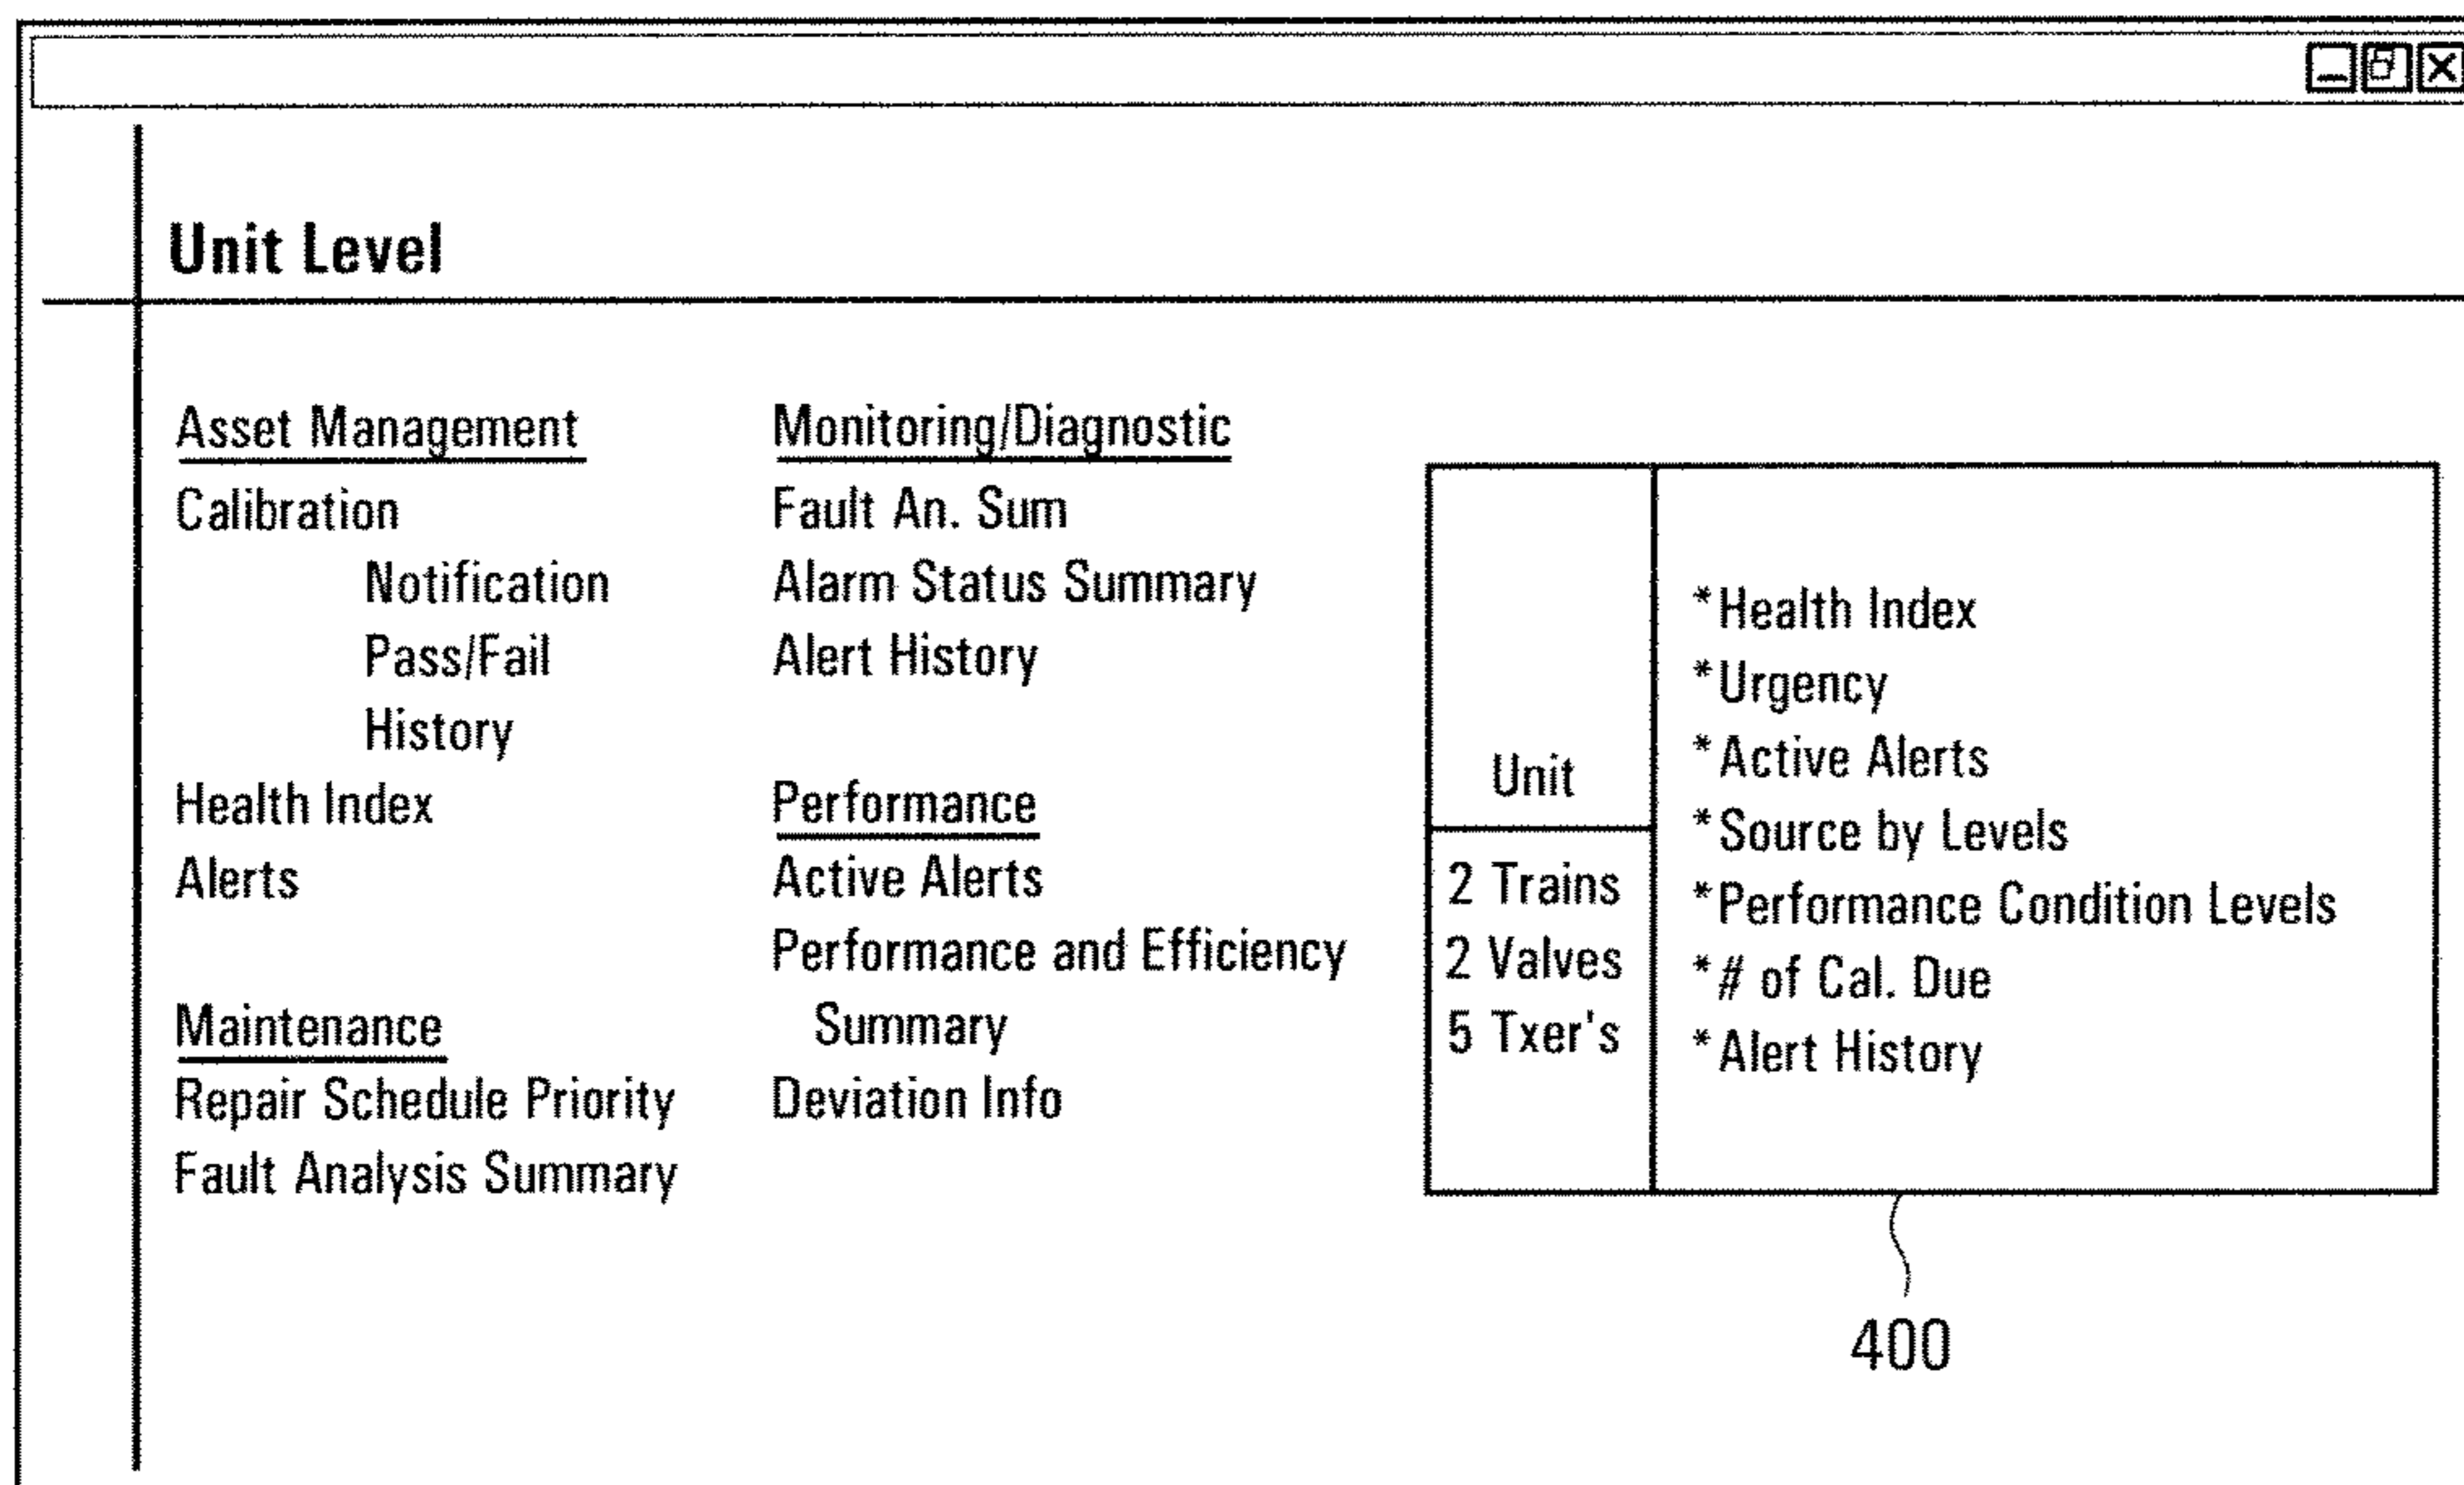 Unit Level
Asset Management
Calibration
Notification
Pass/Fail
History
Health Index
Alerts
Maintenance
Repair Schedule Priority
Fault Analysis Summary
Monitoring/Diagnostic
Fault An. Sum
Alarm Status Summary
Alert History
Performance
Active Alerts
Performance and Efficiency
Summary
Deviation Info
Unit
2 Trains
2 Valves
5 Txer's
*Health Index
*Urgency
*Active Alerts
*Source by Levels
*Performance Condition Levels
*# of Cal. Due
*Alert History
400